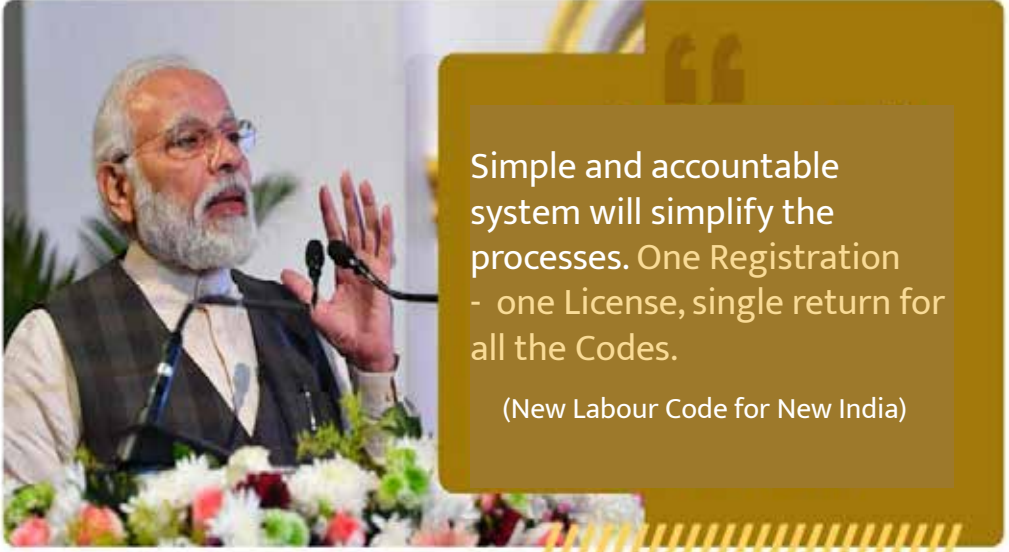 Simple and accountable
system will simplify the
processes. One Registration
- one License, single return for
all the Codes.
(New Labour Code for New India)